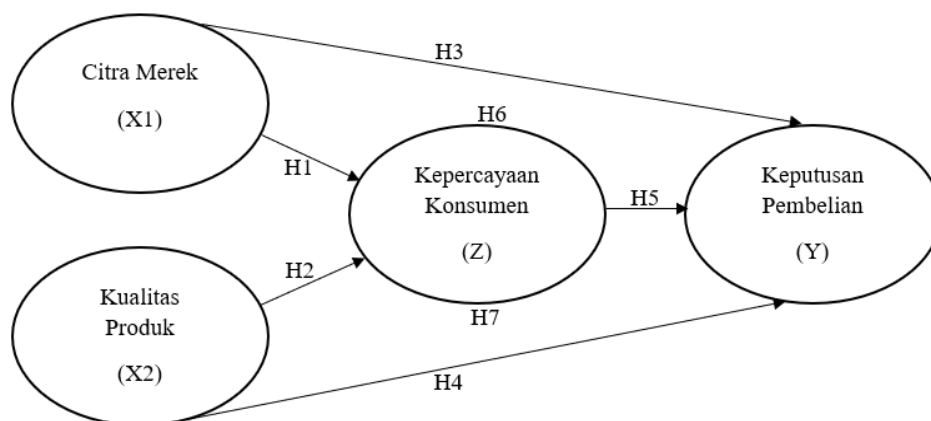 Citra Merek
(X1)
H3
H1
H6
Kepercayaan
Konsumen
(Z)
H5
Keputusan
Pembelian
(Y)
H2
Kualitas
Produk
(X2)
H7
H4